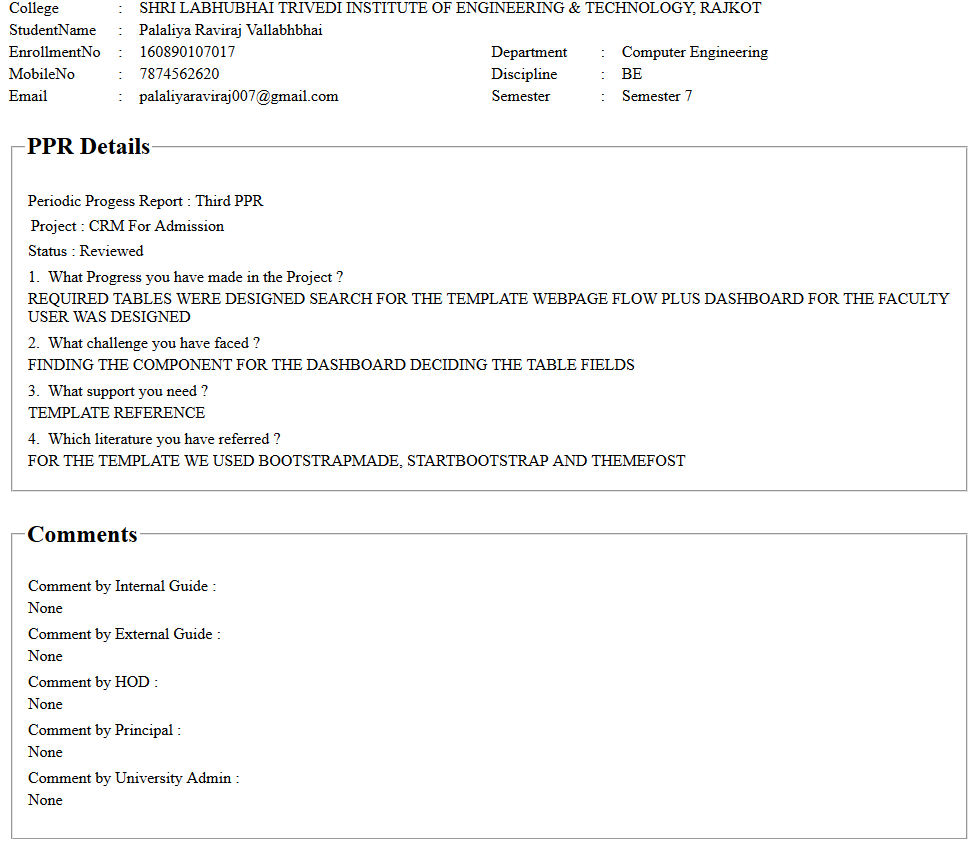 College : SHRI LABHUBHAI TRIVEDI INSTITUTE OF ENGINEERING & TECHNOLOGY, RAJKOT
StudentName : Palaliya Raviraj Vallabhbhai
EnrollmentNo : 160890107017 Department : Computer Engineering
MobileNo : 7874562620 Discipline : BE
Email : palaliyaraviraj007@gmail.com Semester : Semester 7
PPR Details
Periodic Progess Report : Third PPR
Project : CRM For Admission
Status : Reviewed
1. What Progress you have made in the Project ?
REQUIRED TABLES WERE DESIGNED SEARCH FOR THE TEMPLATE WEBPAGE FLOW PLUS DASHBOARD FOR THE FACULTY
USER WAS DESIGNED
2. What challenge you have faced ?
FINDING THE COMPONENT FOR THE DASHBOARD DECIDING THE TABLE FIELDS
3. What support you need ?
TEMPLATE REFERENCE
4. Which literature you have referred ?
FOR THE TEMPLATE WE USED BOOTSTRAPMADE, STARTBOOTSTRAP AND THEMEFOST
Comments
Comment by Internal Guide :
None
Comment by External Guide :
None
Comment by HOD :
None
Comment by Principal :
None
Comment by University Admin :
None